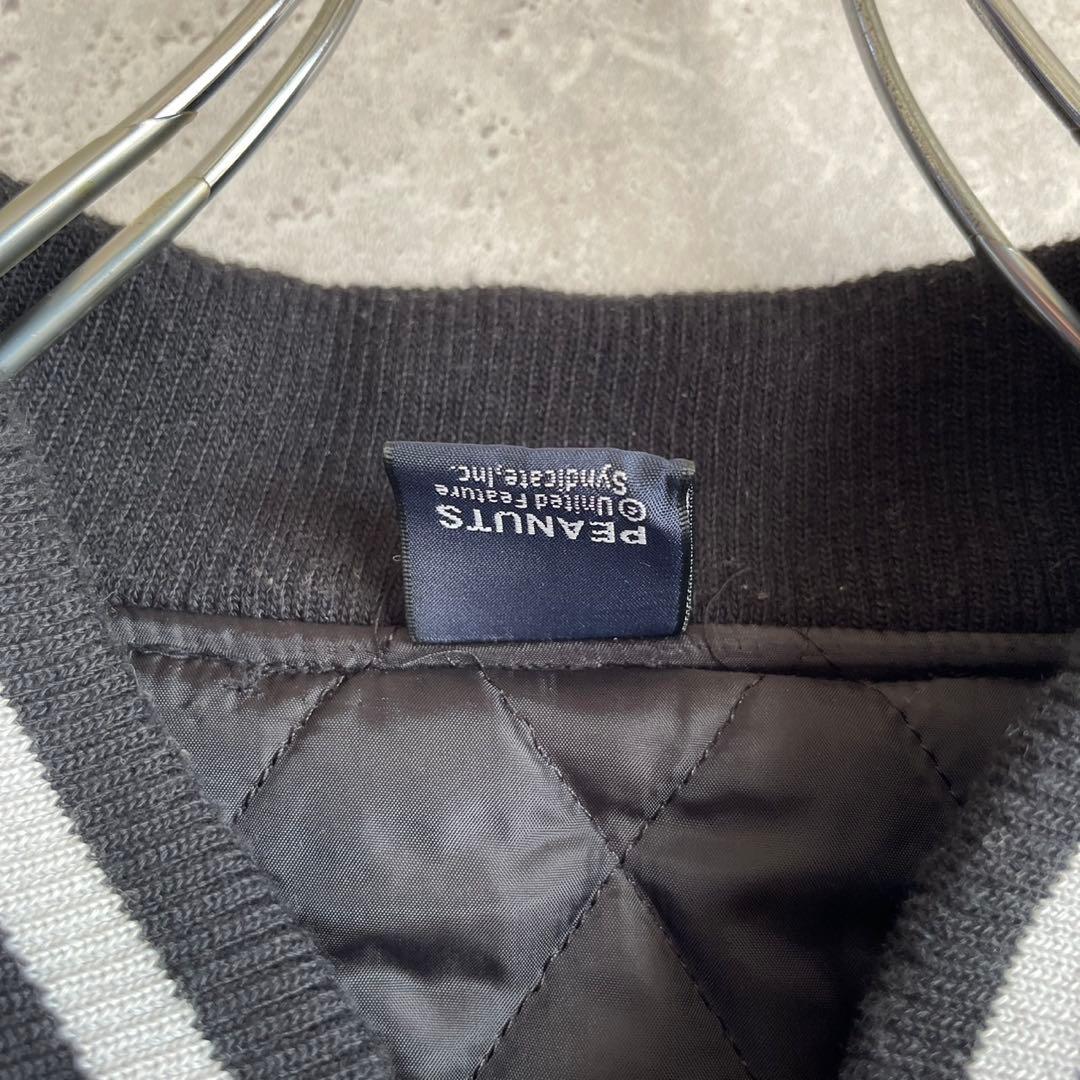 PEANUTS
© United Feature
Syndicate,Inc.